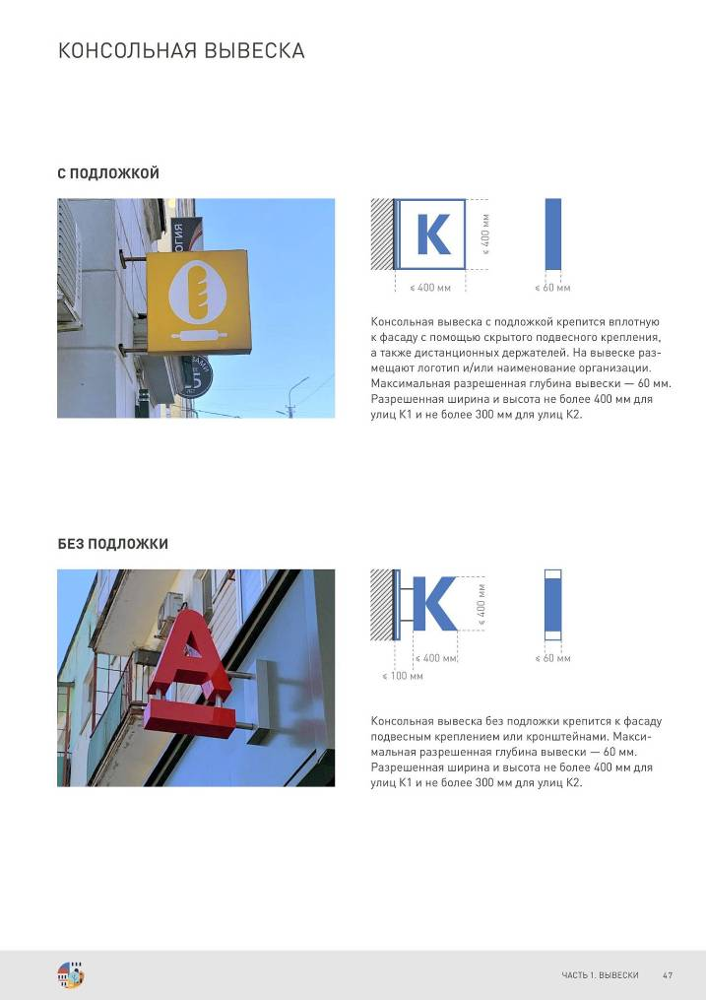 КОНСОЛЬНАЯ ВЫВЕСКА
С ПОДЛОЖКОЙ
ОГИЯ
К
≤ 400 мм
≤ 400 мм
≤ 60 мм
Консольная вывеска с подложкой крепится вплотную
к фасаду с помощью скрытого подвесного крепления,
а также дистанционных держателей. На вывеске раз-
мещают логотип и/или наименование организации.
Максимальная разрешенная глубина вывески — 60 мм.
Разрешенная ширина и высота не более 400 мм для
улиц К1 и не более 300 мм для улиц К2.
БЕЗ ПОДЛОЖКИ
А
К
≤ 400 мм
≤ 400 мм
≤ 60 мм
≤ 100 мм
Консольная вывеска без подложки крепится к фасаду
подвесным креплением или кронштейнами. Макси-
мальная разрешенная глубина вывески — 60 мм.
Разрешенная ширина и высота не более 400 мм для
улиц К1 и не более 300 мм для улиц К2.
ЧАСТЬ 1. ВЫВЕСКИ 47